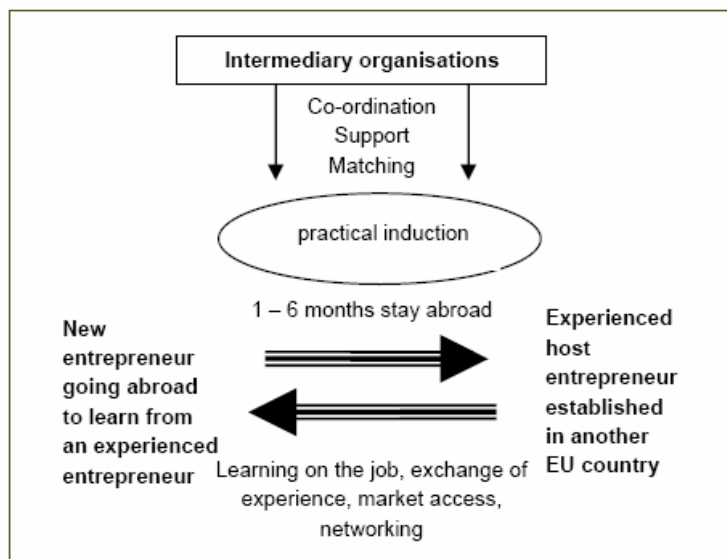 Intermediary organisations
Co-ordination
Support
Matching
practical induction
1 – 6 months stay abroad
New
entrepreneur
going abroad
to learn from
an experienced
entrepreneur
Experienced
host
entrepreneur
established
in another
EU country
Learning on the job, exchange of
experience, market access,
networking